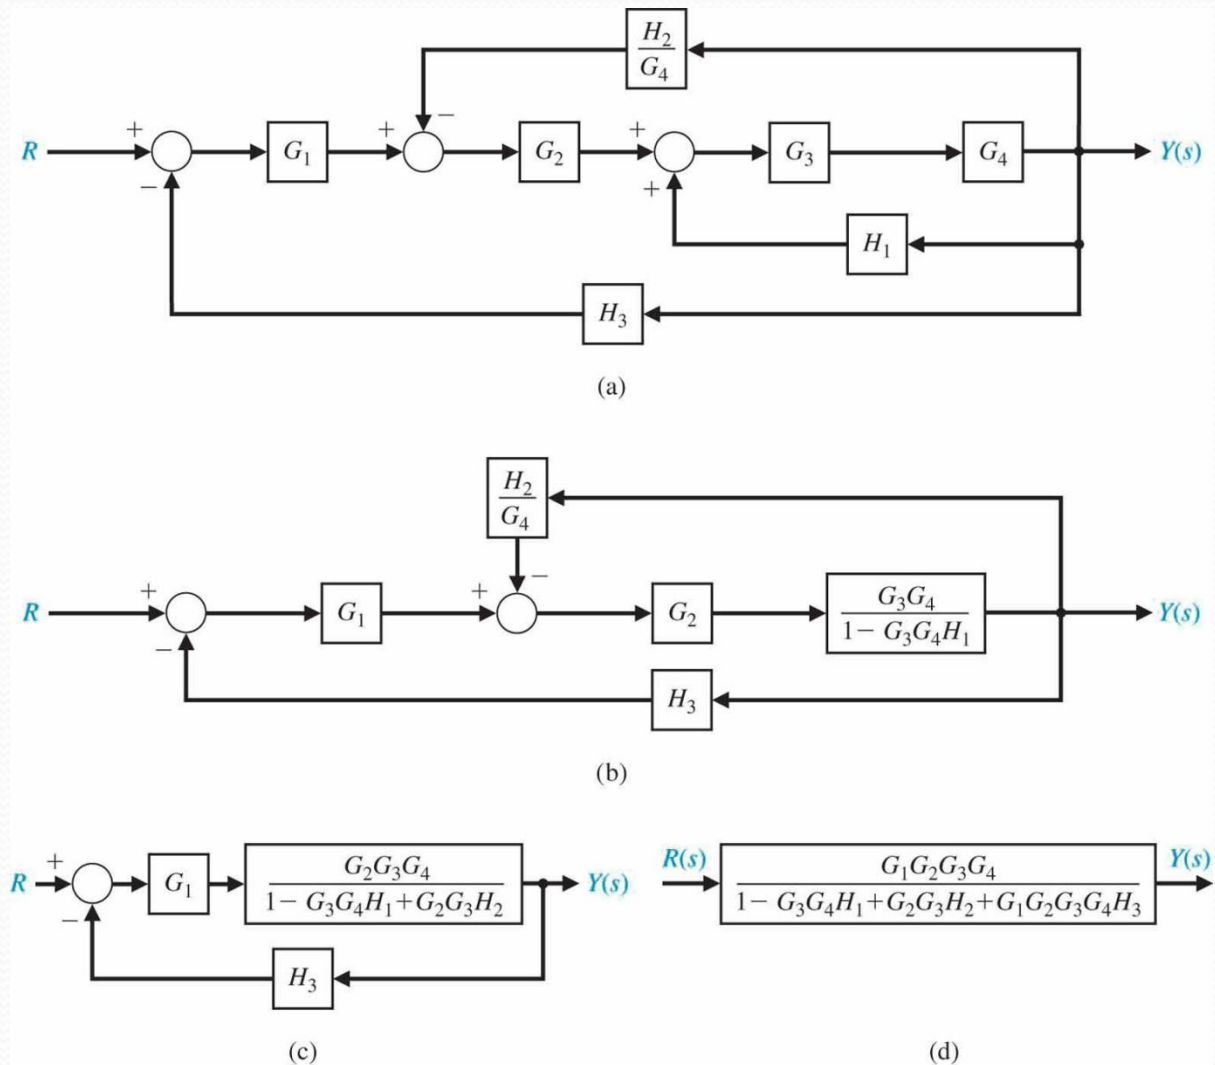 H₂
G₄
+ − + +
R G₁ G₂ G₃ G₄ Y(s)
− +
H₁
H₃
(a)
H₂
G₄
+ + −
R G₁ G₂ G₃G₄ / 1 − G₃G₄H₁ Y(s)
−
H₃
(b)
+
R G₁ G₂G₃G₄ / 1 − G₃G₄H₁ + G₂G₃H₂ Y(s)
−
H₃
(c)
R(s) G₁G₂G₃G₄ / 1 − G₃G₄H₁ + G₂G₃H₂ + G₁G₂G₃G₄H₃ Y(s)
(d)